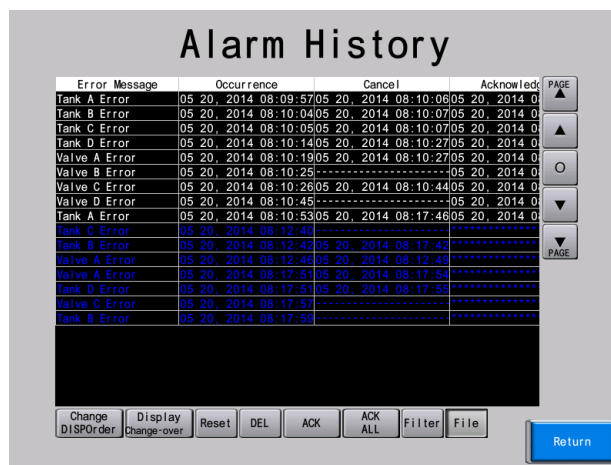 Alarm History
Error Message Occurrence Cancel Acknowledg
Tank A Error 05 20, 2014 08:09:57 05 20, 2014 08:10:06 05 20, 2014 0
Tank B Error 05 20, 2014 08:10:04 05 20, 2014 08:10:07 05 20, 2014 0
Tank C Error 05 20, 2014 08:10:05 05 20, 2014 08:10:07 05 20, 2014 0
Tank D Error 05 20, 2014 08:10:14 05 20, 2014 08:10:27 05 20, 2014 0
Valve A Error 05 20, 2014 08:10:19 05 20, 2014 08:10:27 05 20, 2014 0
Valve B Error 05 20, 2014 08:10:25 -------------------- 05 20, 2014 0
Valve C Error 05 20, 2014 08:10:26 05 20, 2014 08:10:44 05 20, 2014 0
Valve D Error 05 20, 2014 08:10:45 -------------------- 05 20, 2014 0
Tank A Error 05 20, 2014 08:10:53 05 20, 2014 08:17:46 05 20, 2014 0
Tank C Error 05 20, 2014 08:12:40 -------------------- *************
Tank B Error 05 20, 2014 08:12:42 05 20, 2014 08:17:42 *************
Valve A Error 05 20, 2014 08:12:46 05 20, 2014 08:12:49 *************
Valve A Error 05 20, 2014 08:17:51 05 20, 2014 08:17:54 *************
Tank D Error 05 20, 2014 08:17:51 05 20, 2014 08:17:55 *************
Valve C Error 05 20, 2014 08:17:57 -------------------- *************
Tank B Error 05 20, 2014 08:17:59 -------------------- *************
PAGE
O
PAGE
Change
DISPOrder
Display
Change-over
Reset
DEL
ACK
ACK
ALL
Filter
File
Return